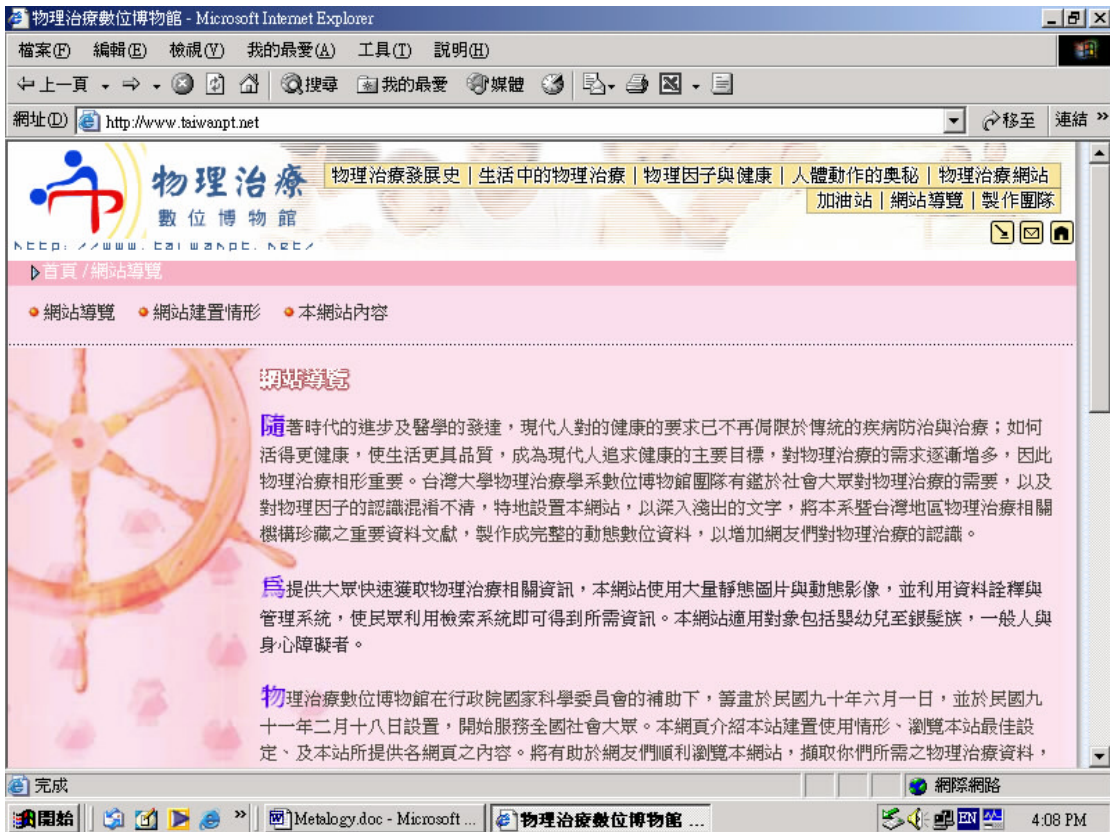 物理治療數位博物館 - Microsoft Internet Explorer
檔案(F) 編輯(E) 檢視(V) 我的最愛(A) 工具(T) 說明(H)
上一頁 搜尋 我的最愛 媒體
網址(D) http://www.taiwanpt.net 移至 連結 »
物理治療
數位博物館
http://www.taiwanpt.net/
物理治療發展史 | 生活中的物理治療 | 物理因子與健康 | 人體動作的奧秘 | 物理治療網站
加油站 | 網站導覽 | 製作團隊
首頁 / 網站導覽
網站導覽 網站建置情形 本網站內容
網站導覽
隨著時代的進步及醫學的發達，現代人對的健康的要求已不再侷限於傳統的疾病防治與治療；如何
活得更健康，使生活更具品質，成為現代人追求健康的主要目標，對物理治療的需求逐漸增多，因此
物理治療相形重要。台灣大學物理治療學系數位博物館團隊有鑑於社會大眾對物理治療的需要，以及
對物理因子的認識混淆不清，特地設置本網站，以深入淺出的文字，將本系暨台灣地區物理治療相關
機構珍藏之重要資料文獻，製作成完整的動態數位資料，以增加網友們對物理治療的認識。
為提供大眾快速獲取物理治療相關資訊，本網站使用大量靜態圖片與動態影像，並利用資料詮釋與
管理系統，使民眾利用檢索系統即可得到所需資訊。本網站適用對象包括嬰幼兒至銀髮族，一般人與
身心障礙者。
物理治療數位博物館在行政院國家科學委員會的補助下，籌畫於民國九十年六月一日，並於民國九
十一年二月十八日設置，開始服務全國社會大眾。本網頁介紹本站建置使用情形、瀏覽本站最佳設
定、及本站所提供各網頁之內容。將有助於網友們順利瀏覽本網站，擷取你們所需之物理治療資料，
完成 網際網路
開始 » Metalogy.doc - Microsoft ... 物理治療數位博物館 ... EN 4:08 PM